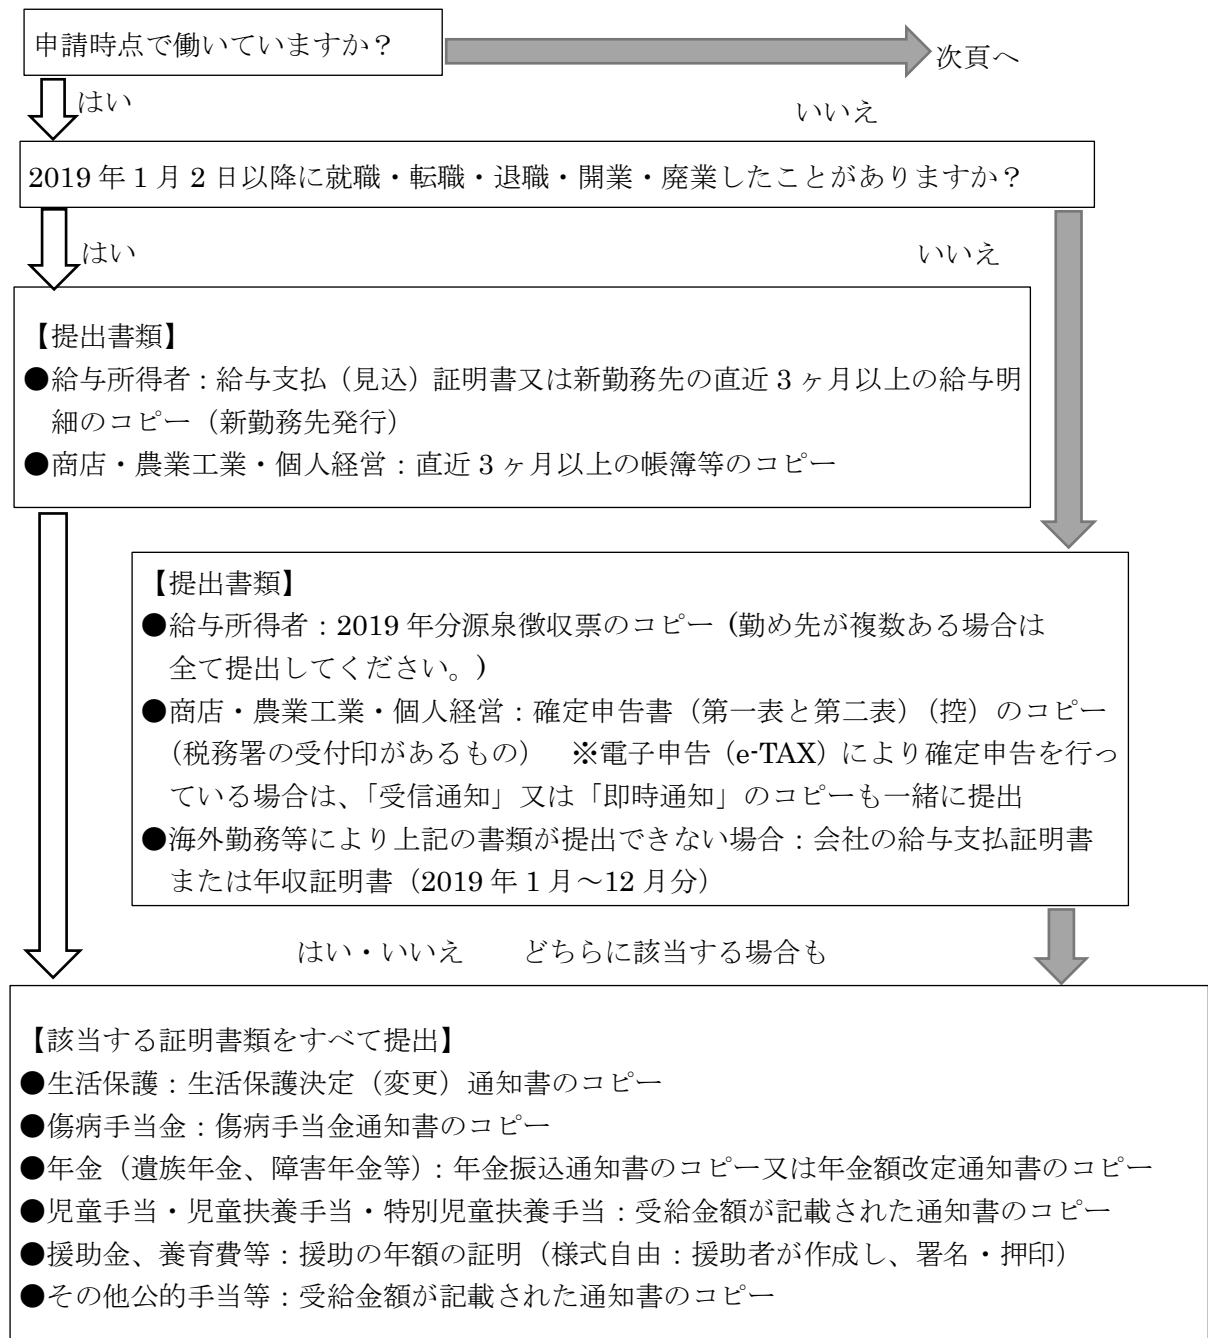 申請時点で働いていますか？
次頁へ
はい
いいえ
2019年1月2日以降に就職・転職・退職・開業・廃業したことがありますか？
はい
いいえ
【提出書類】
●給与所得者：給与支払（見込）証明書又は新勤務先の直近3ヶ月以上の給与明
細のコピー（新勤務先発行）
●商店・農業工業・個人経営：直近3ヶ月以上の帳簿等のコピー
【提出書類】
●給与所得者：2019年分源泉徴収票のコピー (勤め先が複数ある場合は
全て提出してください。)
●商店・農業工業・個人経営：確定申告書（第一表と第二表）（控）のコピー
（税務署の受付印があるもの）　※電子申告（e-TAX）により確定申告を行っ
ている場合は、「受信通知」又は「即時通知」のコピーも一緒に提出
●海外勤務等により上記の書類が提出できない場合：会社の給与支払証明書
または年収証明書（2019年1月～12月分）
はい・いいえ　　どちらに該当する場合も
【該当する証明書類をすべて提出】
●生活保護：生活保護決定（変更）通知書のコピー
●傷病手当金：傷病手当金通知書のコピー
●年金（遺族年金、障害年金等）：年金振込通知書のコピー又は年金額改定通知書のコピー
●児童手当・児童扶養手当・特別児童扶養手当：受給金額が記載された通知書のコピー
●援助金、養育費等：援助の年額の証明（様式自由：援助者が作成し、署名・押印）
●その他公的手当等：受給金額が記載された通知書のコピー